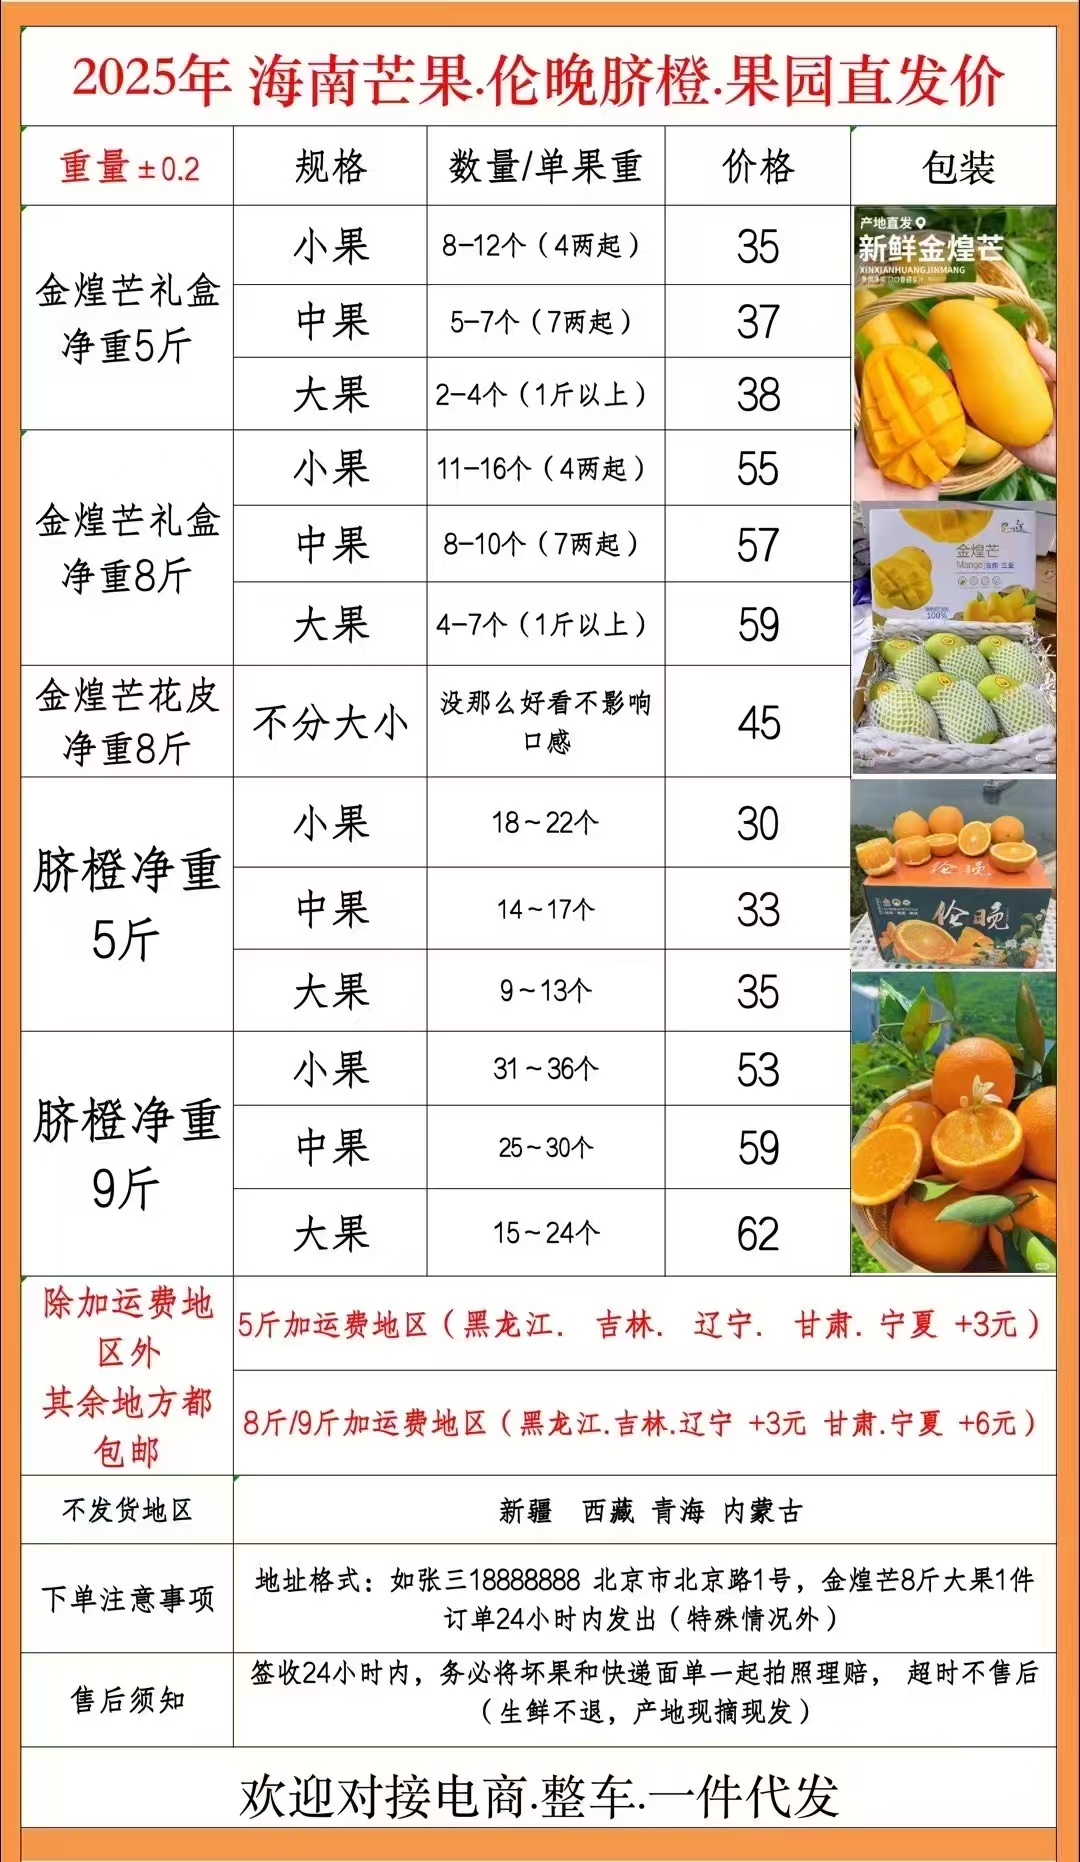 2025年 海南芒果.伦晚脐橙.果园直发价
重量±0.2 规格 数量/单果重 价格 包装
金煌芒礼盒
净重5斤
小果 8-12个（4两起） 35
中果 5-7个（7两起） 37
大果 2-4个（1斤以上） 38
产地直发
新鲜金煌芒
XINXIANHUANGJINMANG
金煌芒礼盒
净重8斤
小果 11-16个（4两起） 55
中果 8-10个（7两起） 57
大果 4-7个（1斤以上） 59
金煌芒
Mango 海南 三亚
100%
金煌芒花皮
净重8斤
不分大小 没那么好看不影响
口感
45
脐橙净重
5斤
小果 18~22个 30
中果 14~17个 33
大果 9~13个 35
伦晚
伦晚
脐橙净重
9斤
小果 31~36个 53
中果 25~30个 59
大果 15~24个 62
除加运费地
区外
其余地方都
包邮
5斤加运费地区（黑龙江. 吉林. 辽宁. 甘肃. 宁夏 +3元）
8斤/9斤加运费地区（黑龙江.吉林.辽宁 +3元 甘肃.宁夏 +6元）
不发货地区 新疆 西藏 青海 内蒙古
下单注意事项
地址格式：如张三18888888 北京市北京路1号，金煌芒8斤大果1件
订单24小时内发出（特殊情况外）
售后须知
签收24小时内，务必将坏果和快递面单一起拍照理赔， 超时不售后
（生鲜不退，产地现摘现发）
欢迎对接电商.整车.一件代发